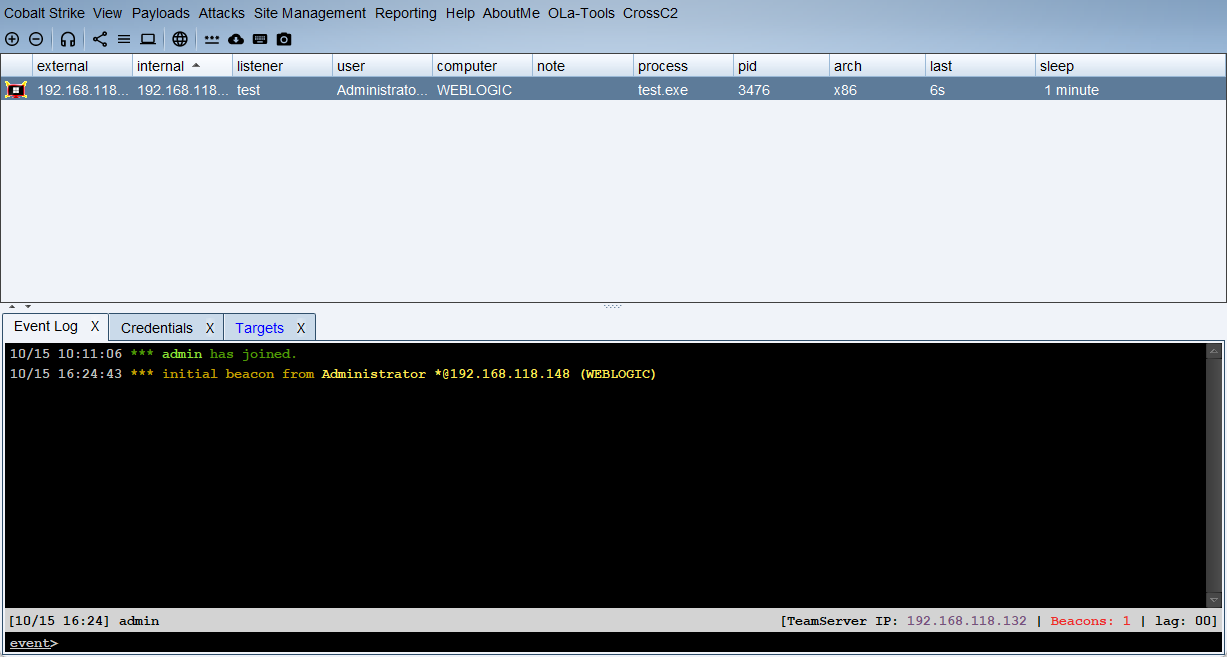 Cobalt Strike View Payloads Attacks Site Management Reporting Help AboutMe OLa-Tools CrossC2
external internal listener user computer note process pid arch last sleep
192.168.118... 192.168.118... test Administrato... WEBLOGIC test.exe 3476 x86 6s 1 minute
Event Log X Credentials X Targets X
10/15 10:11:06 *** admin has joined.
10/15 16:24:43 *** initial beacon from Administrator *@192.168.118.148 (WEBLOGIC)
[10/15 16:24] admin [TeamServer IP: 192.168.118.132 | Beacons: 1 | lag: 00]
event>